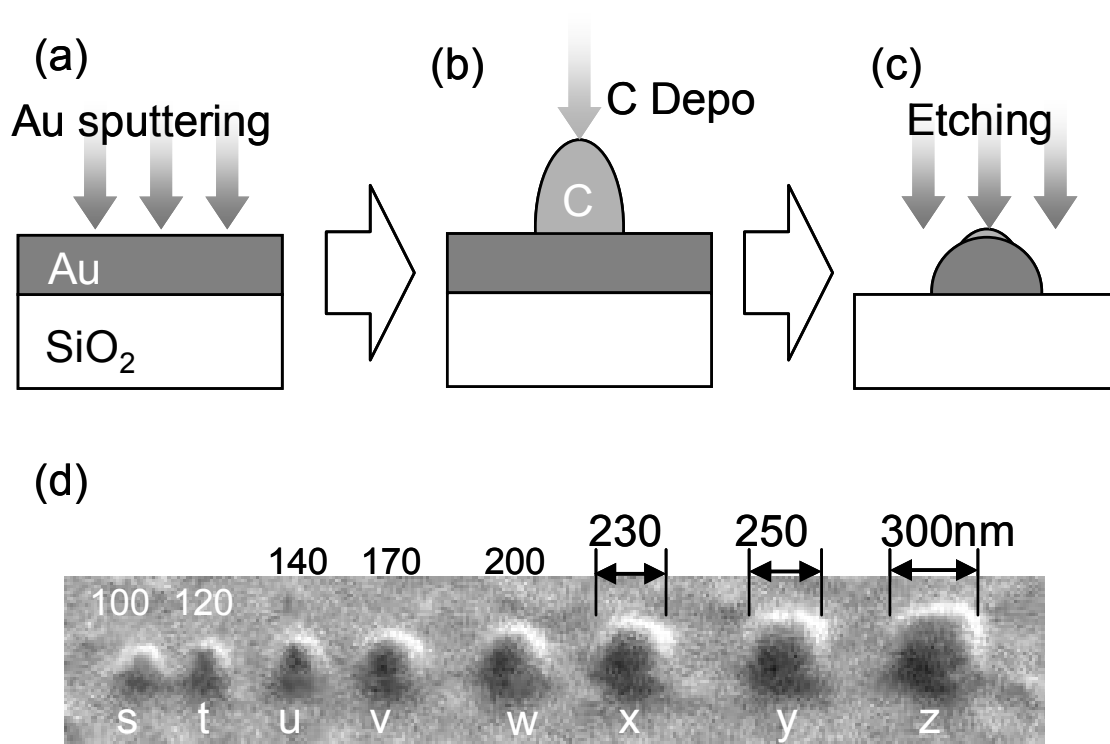 (a)
Au sputtering
Au
SiO₂
(b)
C Depo
C
(c)
Etching
(d)
100 120 140 170 200 230 250 300nm
s t u v w x y z